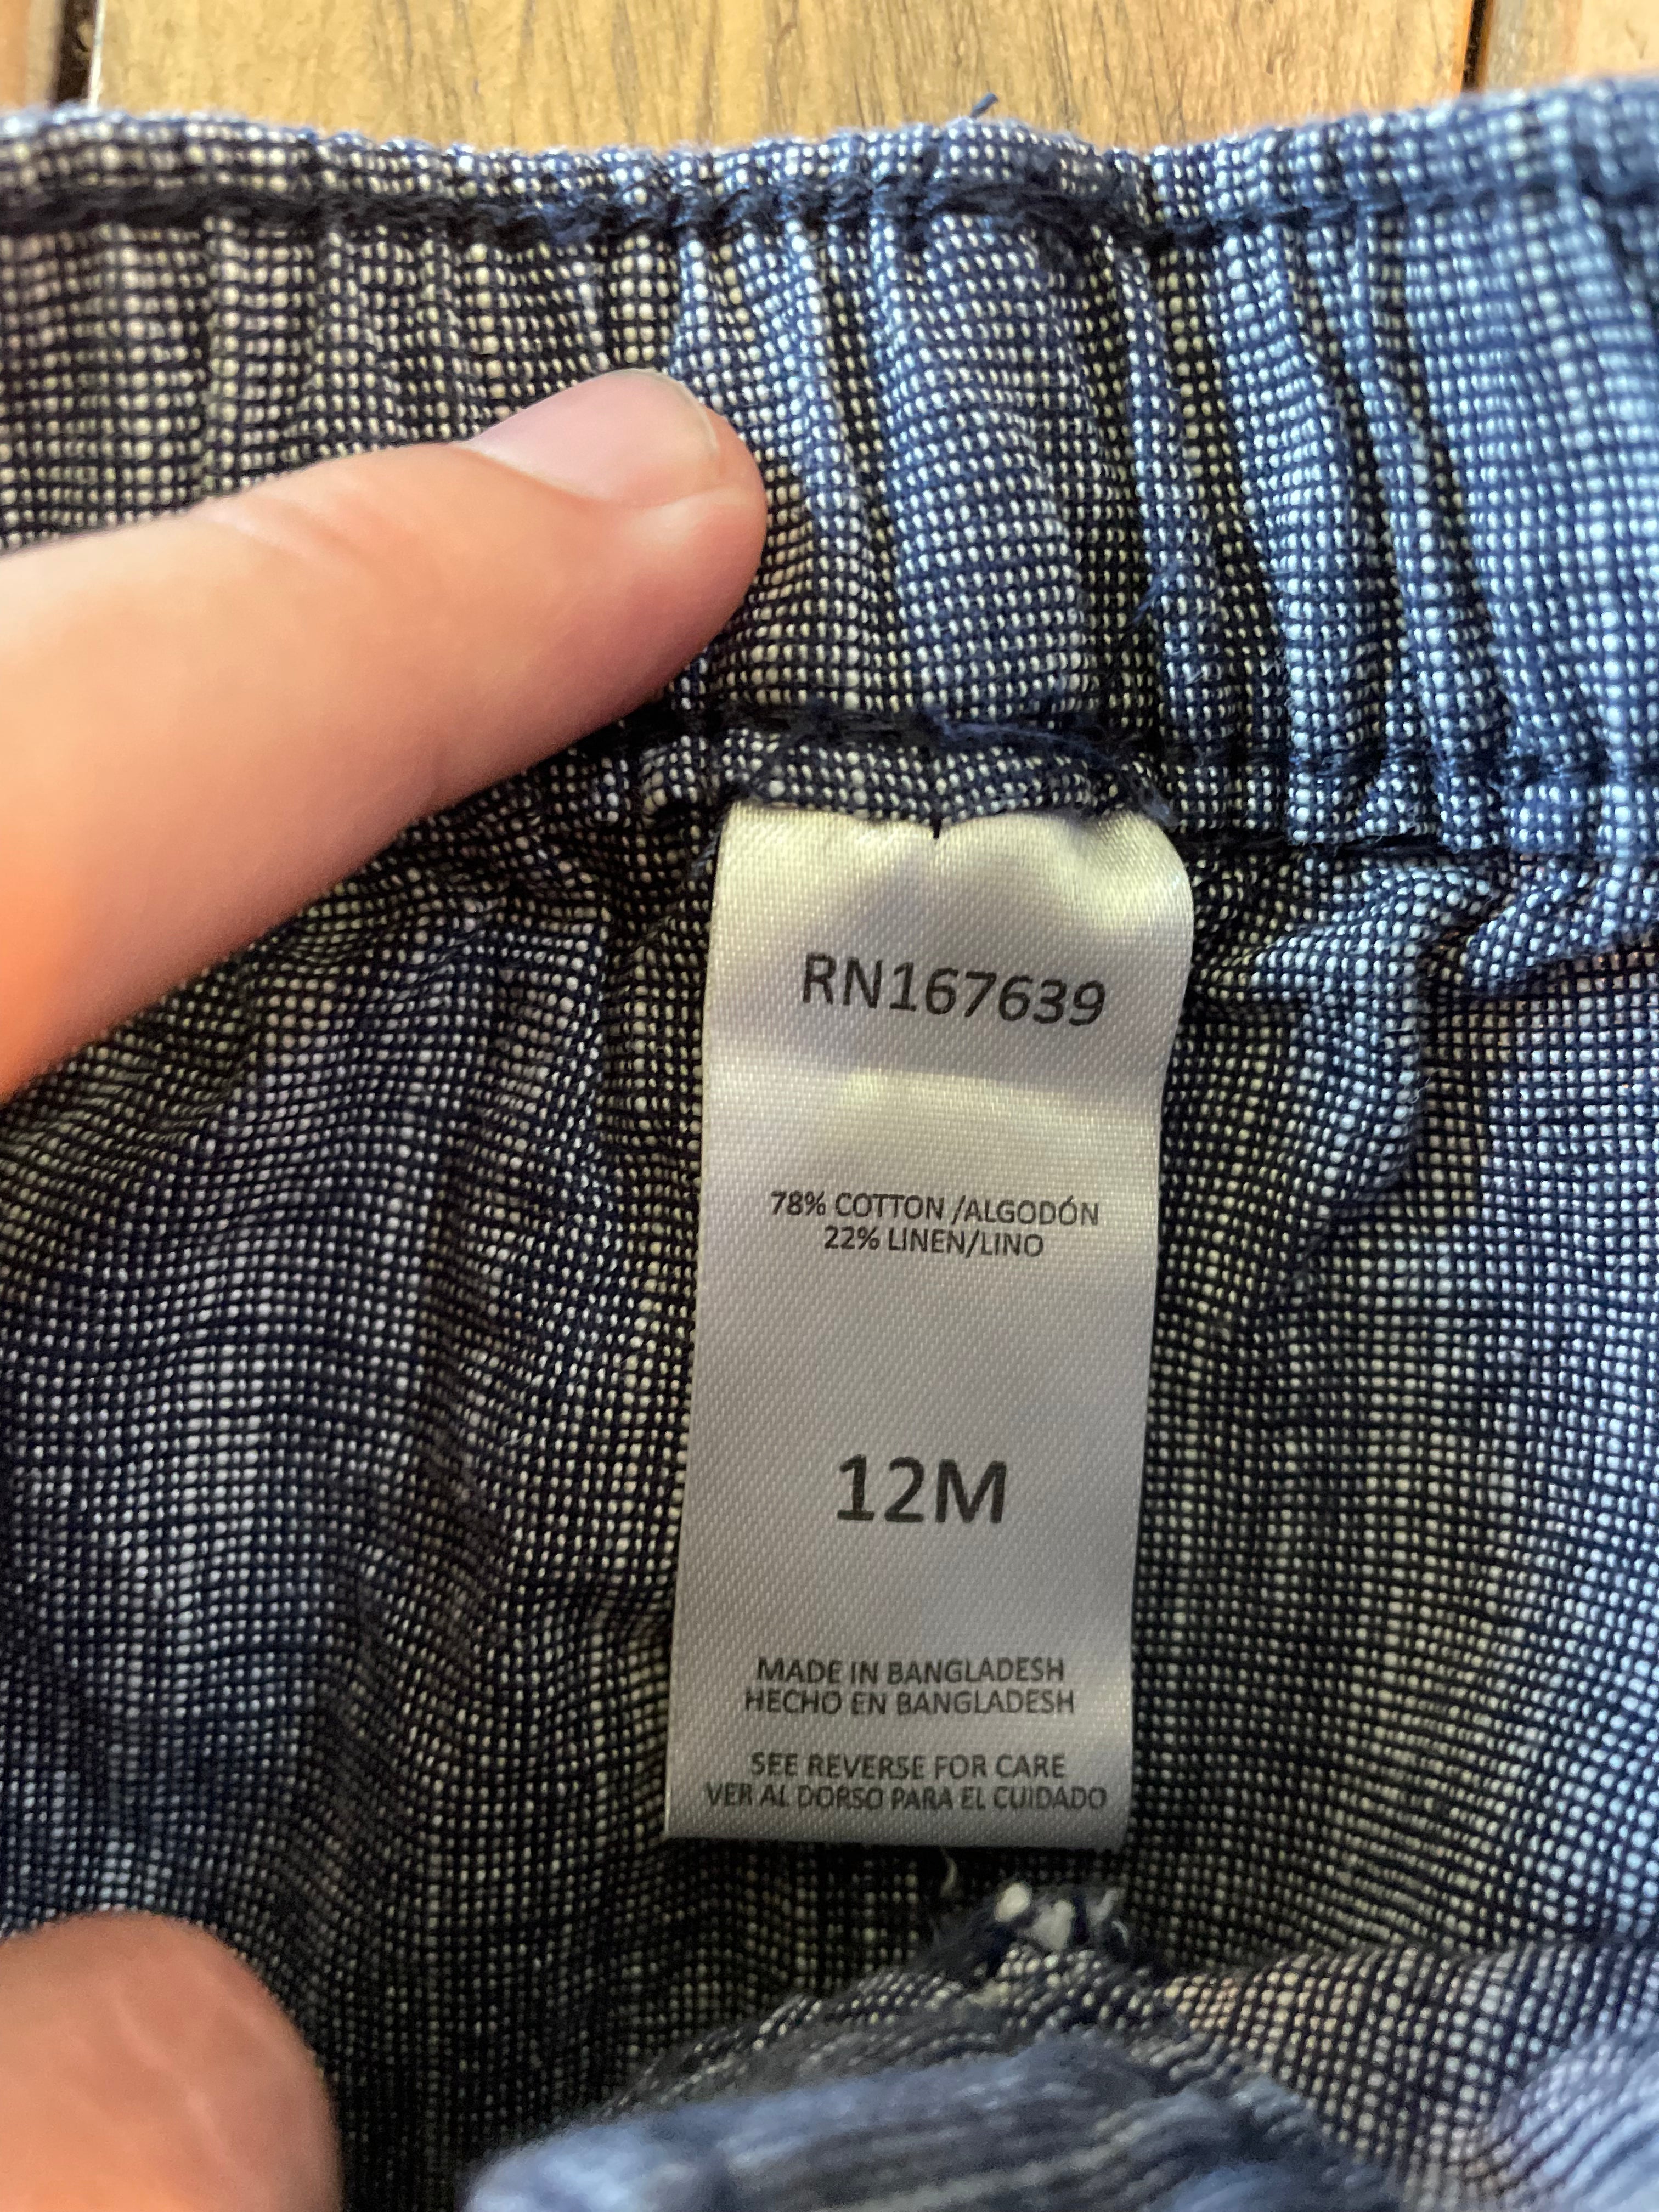 RN167639
78% COTTON /ALGODÓN
22% LINEN/LINO
12M
MADE IN BANGLADESH
HECHO EN BANGLADESH
SEE REVERSE FOR CARE
VER AL DORSO PARA EL CUIDADO